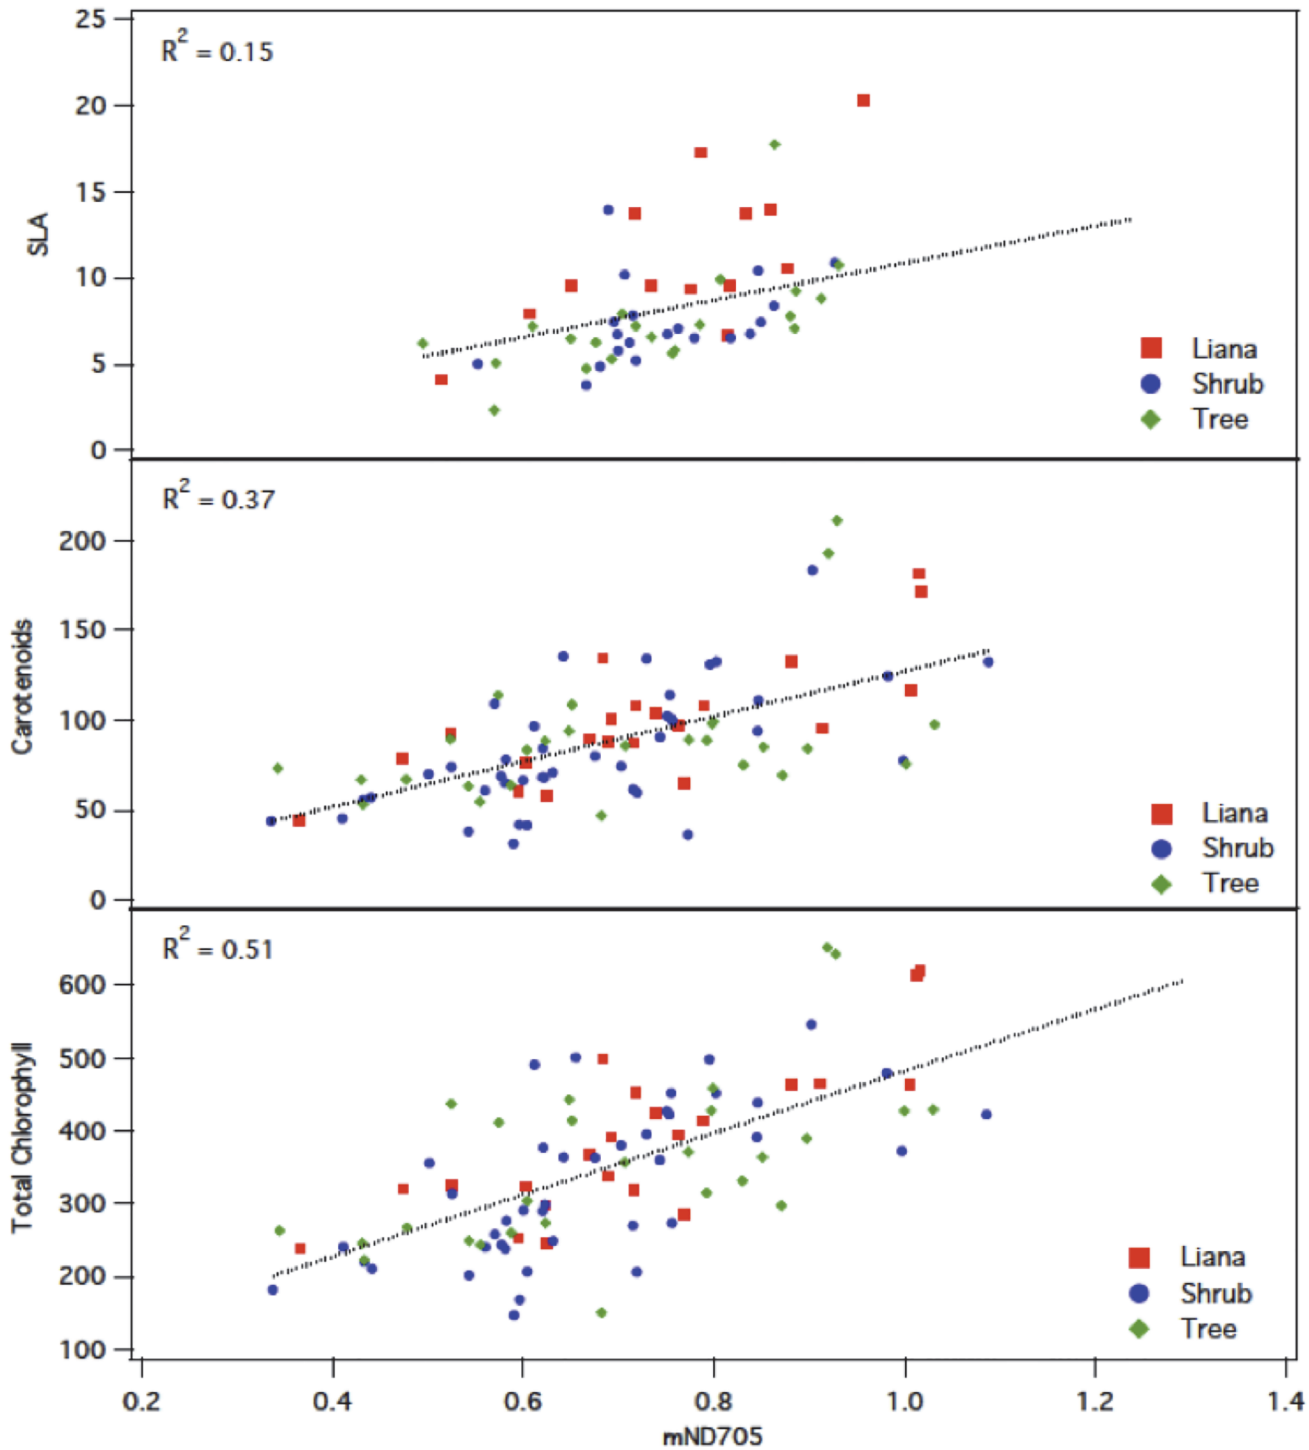 R² = 0.15
25
20
15
10
5
0
SLA
Liana
Shrub
Tree
R² = 0.37
200
150
100
50
0
Carotenoids
Liana
Shrub
Tree
R² = 0.51
600
500
400
300
200
100
Total Chlorophyll
Liana
Shrub
Tree
0.2 0.4 0.6 0.8 1.0 1.2 1.4
mND705